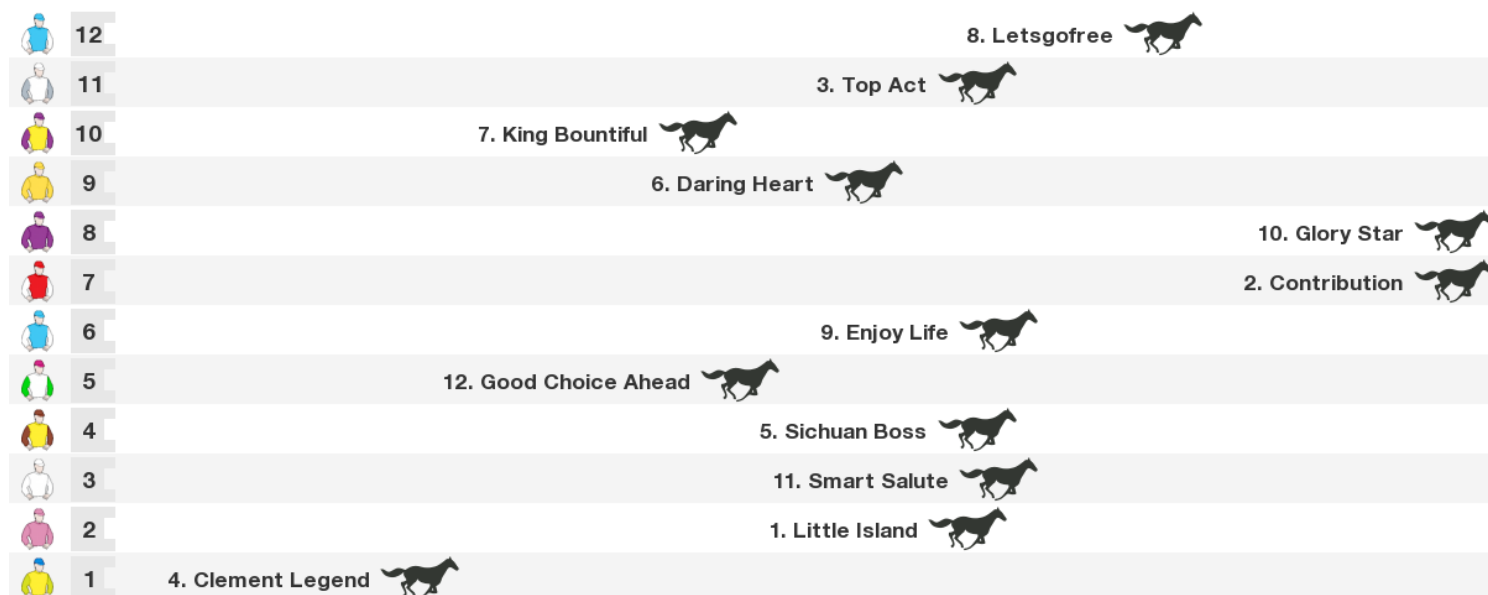 12 8. Letsgofree
11 3. Top Act
10 7. King Bountiful
9 6. Daring Heart
8 10. Glory Star
7 2. Contribution
6 9. Enjoy Life
5 12. Good Choice Ahead
4 5. Sichuan Boss
3 11. Smart Salute
2 1. Little Island
1 4. Clement Legend